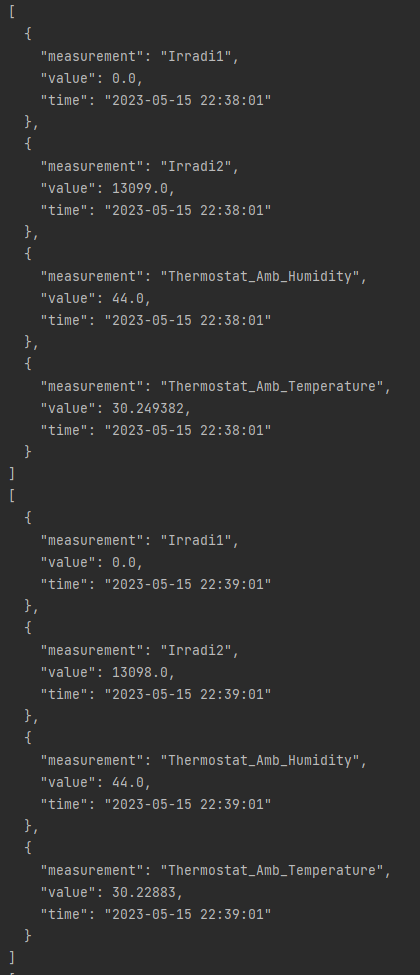 [
  {
    "measurement": "Irradi1",
    "value": 0.0,
    "time": "2023-05-15 22:38:01"
  },
  {
    "measurement": "Irradi2",
    "value": 13099.0,
    "time": "2023-05-15 22:38:01"
  },
  {
    "measurement": "Thermostat_Amb_Humidity",
    "value": 44.0,
    "time": "2023-05-15 22:38:01"
  },
  {
    "measurement": "Thermostat_Amb_Temperature",
    "value": 30.249382,
    "time": "2023-05-15 22:38:01"
  }
]
[
  {
    "measurement": "Irradi1",
    "value": 0.0,
    "time": "2023-05-15 22:39:01"
  },
  {
    "measurement": "Irradi2",
    "value": 13098.0,
    "time": "2023-05-15 22:39:01"
  },
  {
    "measurement": "Thermostat_Amb_Humidity",
    "value": 44.0,
    "time": "2023-05-15 22:39:01"
  },
  {
    "measurement": "Thermostat_Amb_Temperature",
    "value": 30.22883,
    "time": "2023-05-15 22:39:01"
  }
]